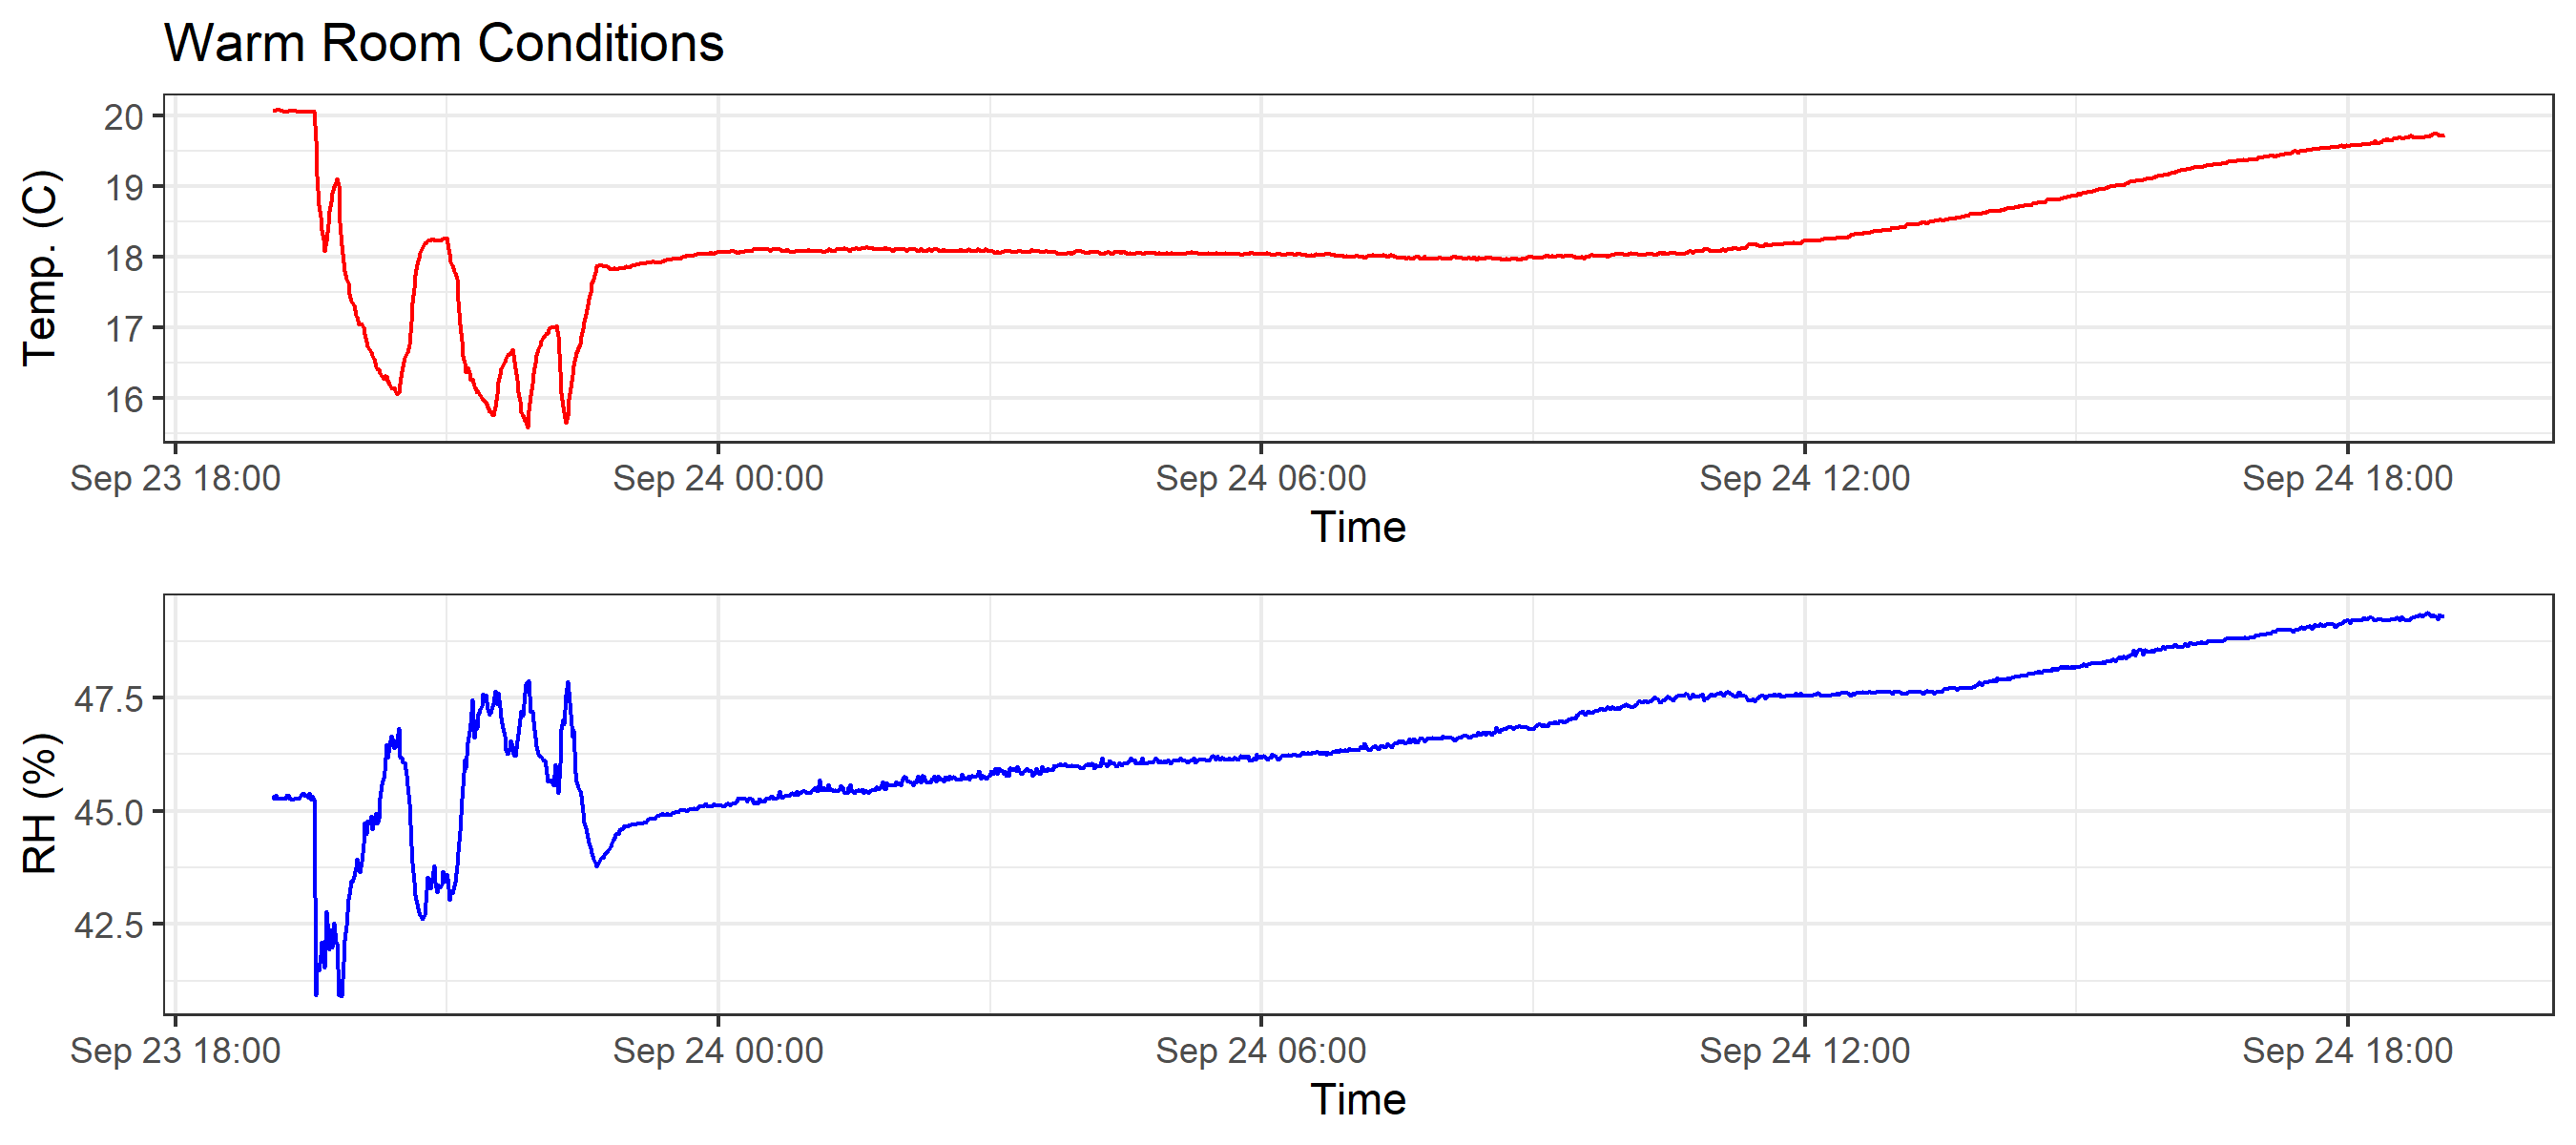 Warm Room Conditions
Temp. (C)
20
19
18
17
16
Sep 23 18:00 Sep 24 00:00 Sep 24 06:00 Sep 24 12:00 Sep 24 18:00
Time
RH (%)
47.5
45.0
42.5
Sep 23 18:00 Sep 24 00:00 Sep 24 06:00 Sep 24 12:00 Sep 24 18:00
Time